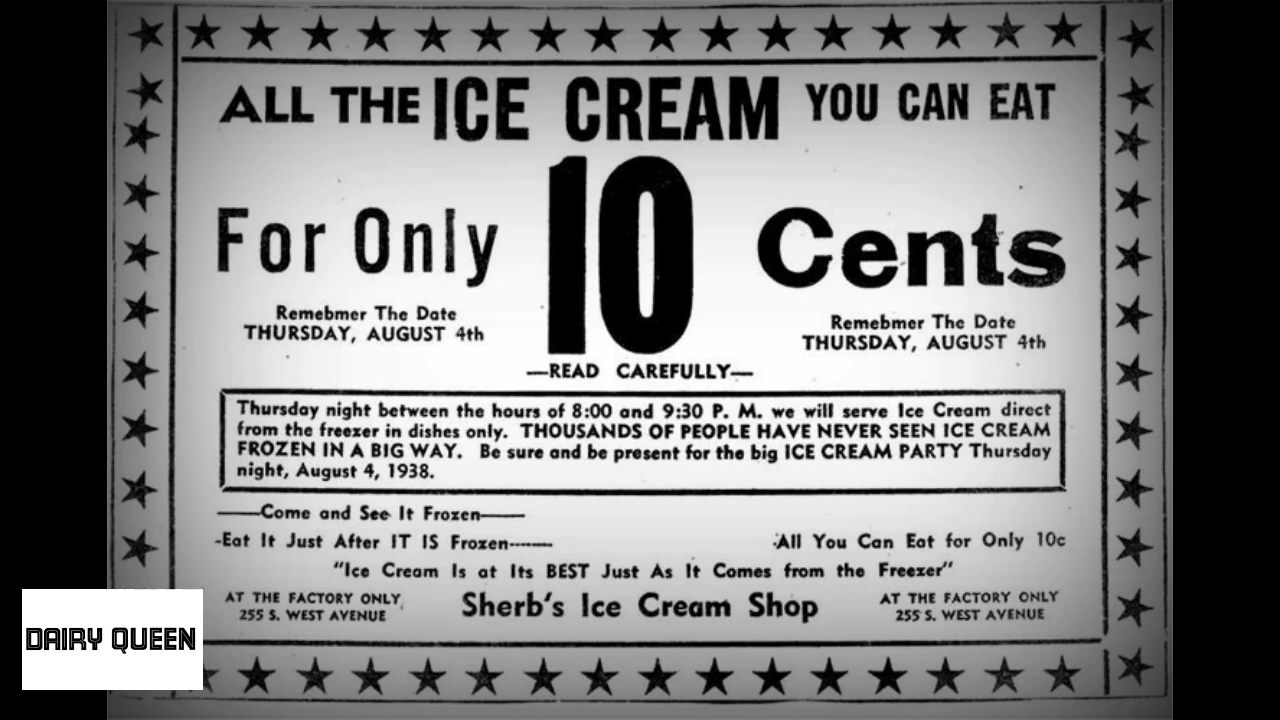 ALL THE ICE CREAM YOU CAN EAT
For Only 10 Cents
Remebmer The Date
THURSDAY, AUGUST 4th
Remebmer The Date
THURSDAY, AUGUST 4th
—READ CAREFULLY—
Thursday night between the hours of 8:00 and 9:30 P. M. we will serve Ice Cream direct
from the freezer in dishes only. THOUSANDS OF PEOPLE HAVE NEVER SEEN ICE CREAM
FROZEN IN A BIG WAY. Be sure and be present for the big ICE CREAM PARTY Thursday
night, August 4, 1938.
——Come and See It Frozen——
-Eat It Just After IT IS Frozen------- All You Can Eat for Only 10c
"Ice Cream Is at Its BEST Just As It Comes from the Freezer"
AT THE FACTORY ONLY
255 S. WEST AVENUE
Sherb's Ice Cream Shop
AT THE FACTORY ONLY
255 S. WEST AVENUE
DAIRY QUEEN